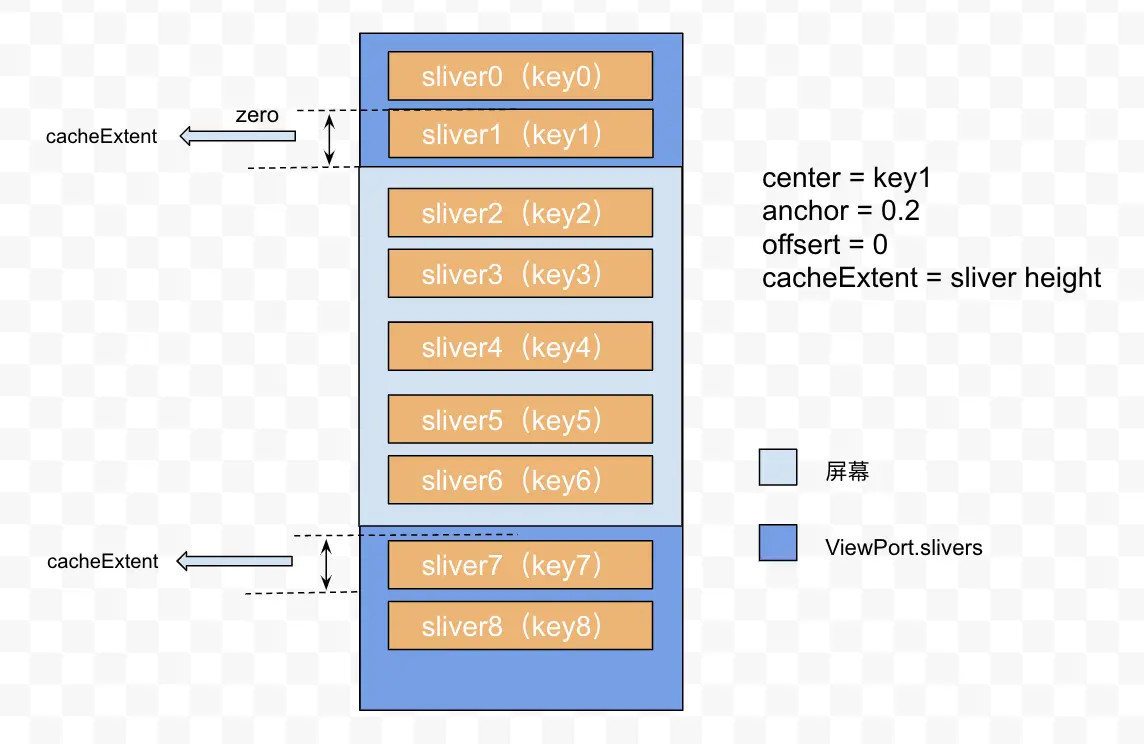 sliver0（key0）
zero
cacheExtent
sliver1（key1）
center = key1
anchor = 0.2
offsert = 0
cacheExtent = sliver height
sliver2（key2）
sliver3（key3）
sliver4（key4）
sliver5（key5）
sliver6（key6）
屏幕
cacheExtent
sliver7（key7）
ViewPort.slivers
sliver8（key8）